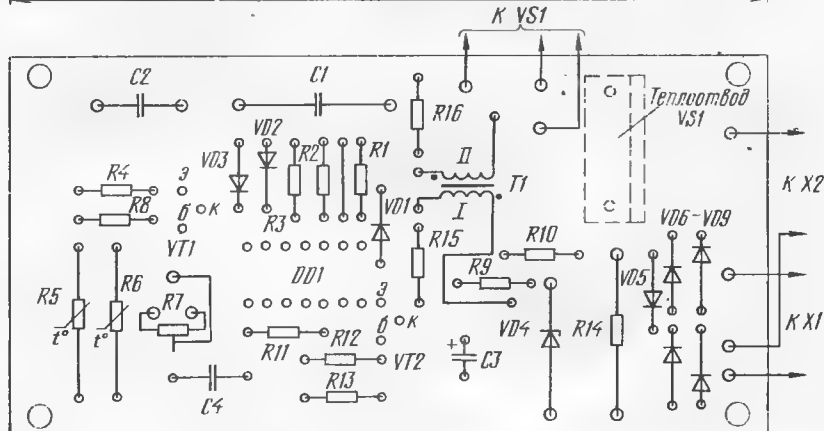 К VS1
C2
C1
R16
Теплоотвод
VS1
VD2
VD3
R2
R1
R4
II
T1
К X2
э
R8
б
к
R3
VD1
I
VD6-VD9
VT1
R15
R10
R5
R6
R7
DD1
э
R9
VD5
t°
t°
к
К X1
б
VD4
R14
R11
R12
VT2
+
C3
R13
C4